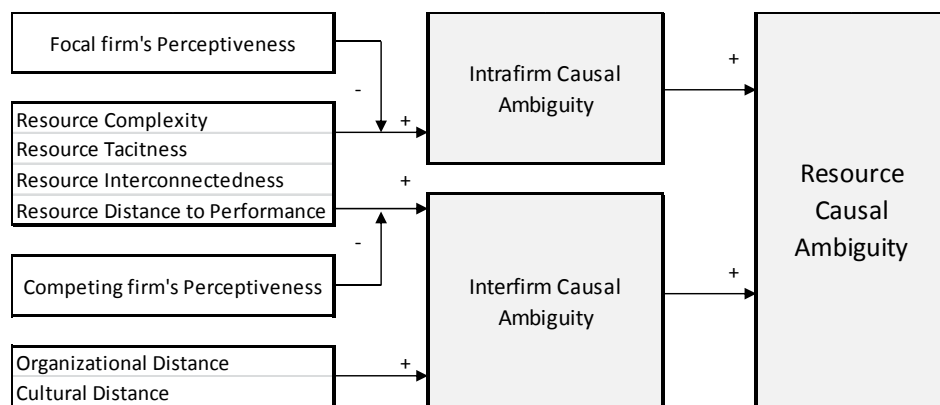 Focal firm's Perceptiveness
-
Resource Complexity
Resource Tacitness
Resource Interconnectedness
Resource Distance to Performance
+
+
-
Competing firm's Perceptiveness
Organizational Distance
Cultural Distance
+
Intrafirm Causal
Ambiguity
+
Interfirm Causal
Ambiguity
+
Resource
Causal
Ambiguity